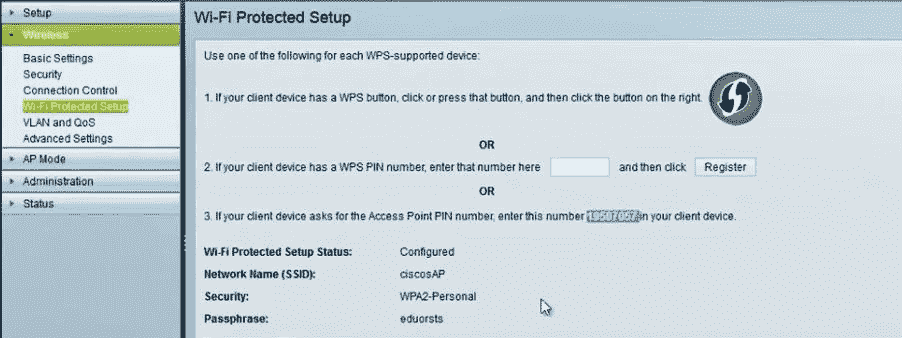 Setup
Wireless
Basic Settings
Security
Connection Control
Wi-Fi Protected Setup
VLAN and QoS
Advanced Settings
AP Mode
Administration
Status
Wi-Fi Protected Setup
Use one of the following for each WPS-supported device:
1. If your client device has a WPS button, click or press that button, and then click the button on the right.
OR
2. If your client device has a WPS PIN number, enter that number here and then click Register
OR
3. If your client device asks for the Access Point PIN number, enter this number in your client device.
Wi-Fi Protected Setup Status: Configured
Network Name (SSID): ciscosAP
Security: WPA2-Personal
Passphrase: eduorsts